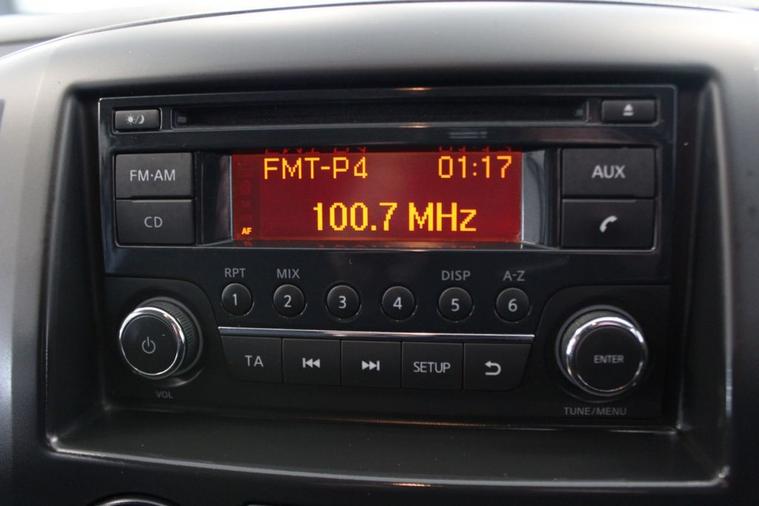 FM·AM
CD
FMT-P4 01:17
AF
100.7 MHz
AUX
RPT MIX DISP A-Z
1 2 3 4 5 6
TA SETUP
ENTER
VOL
TUNE/MENU